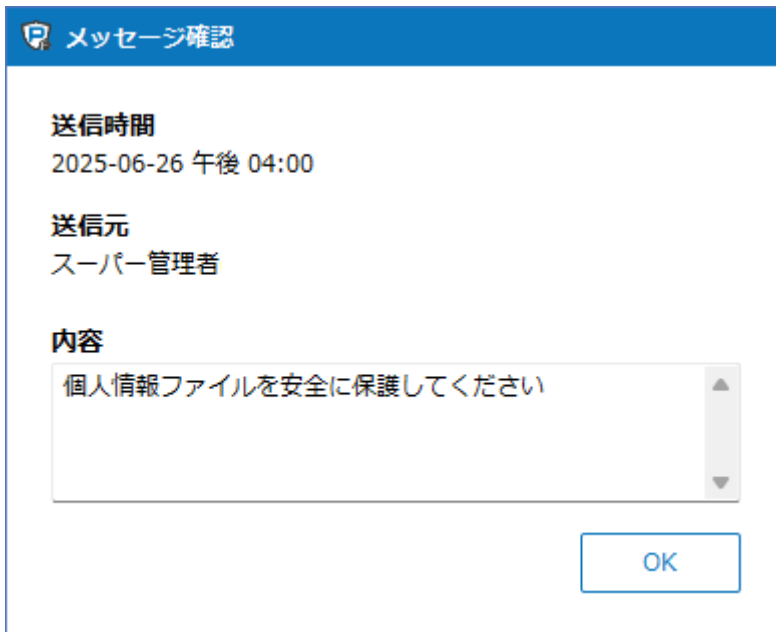 メッセージ確認
送信時間
2025-06-26 午後 04:00
送信元
スーパー管理者
内容
個人情報ファイルを安全に保護してください
OK